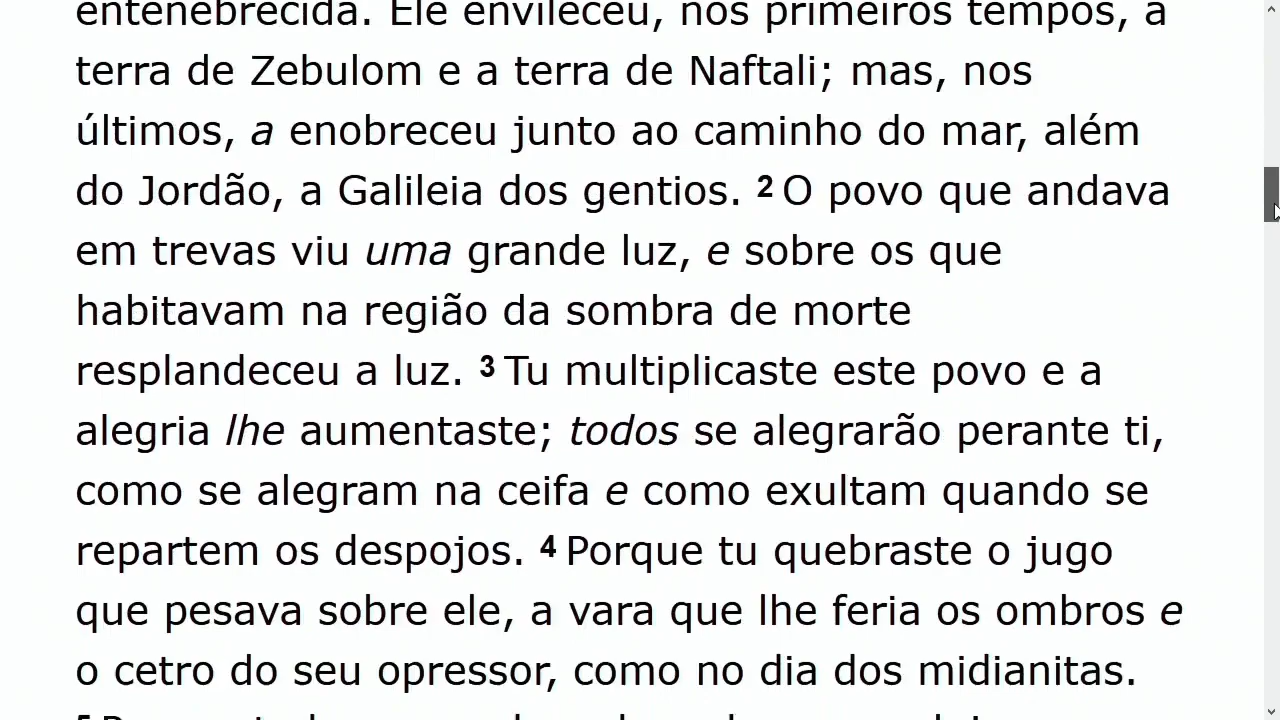 entenebrecida. Ele envileceu, nos primeiros tempos, a
terra de Zebulom e a terra de Naftali; mas, nos
últimos, a enobreceu junto ao caminho do mar, além
do Jordão, a Galileia dos gentios. 2 O povo que andava
em trevas viu uma grande luz, e sobre os que
habitavam na região da sombra de morte
resplandeceu a luz. 3 Tu multiplicaste este povo e a
alegria lhe aumentaste; todos se alegrarão perante ti,
como se alegram na ceifa e como exultam quando se
repartem os despojos. 4 Porque tu quebraste o jugo
que pesava sobre ele, a vara que lhe feria os ombros e
o cetro do seu opressor, como no dia dos midianitas.